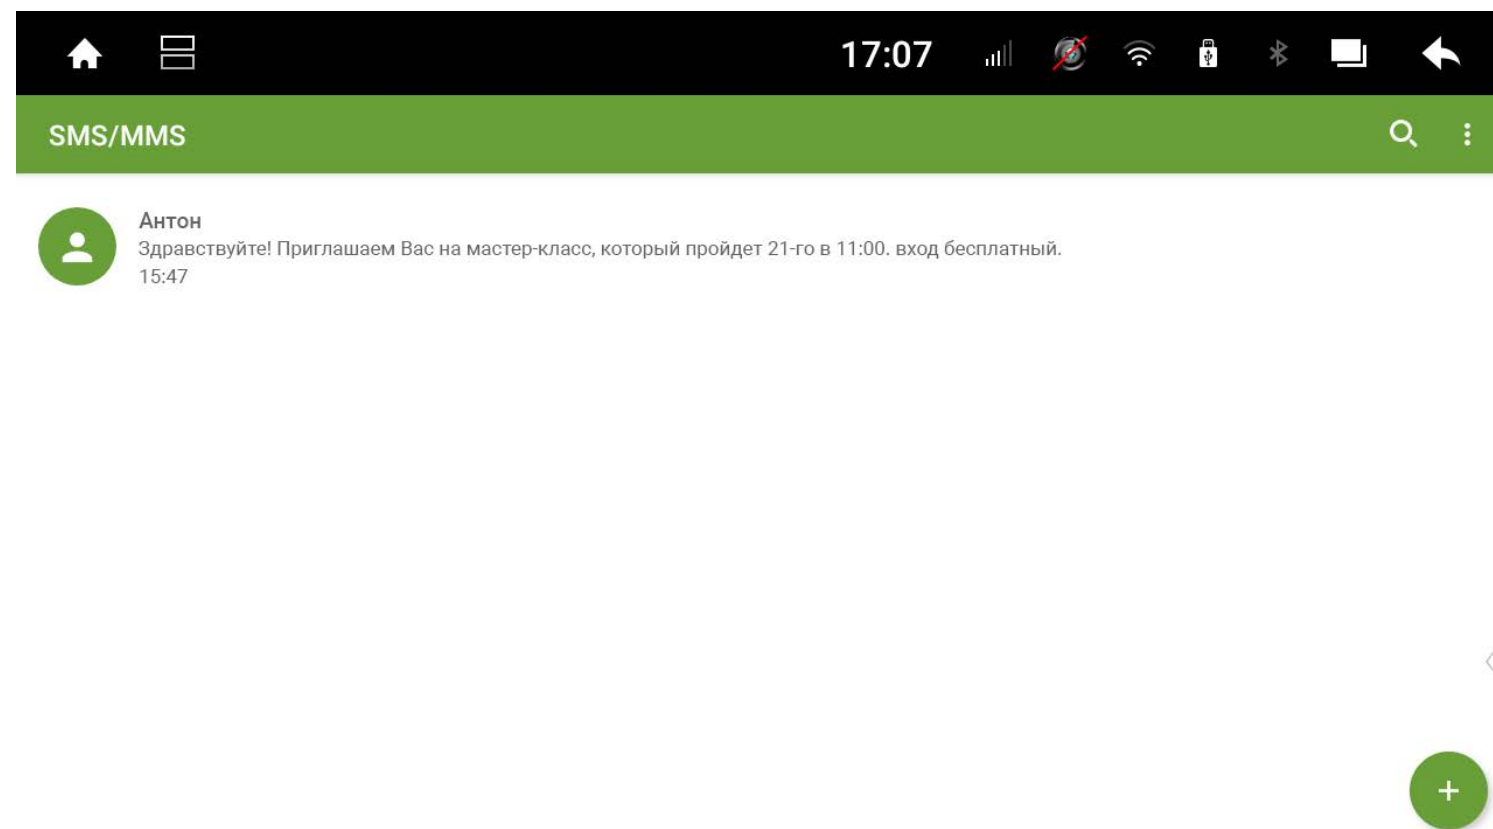 17:07
SMS/MMS
Антон
Здравствуйте! Приглашаем Вас на мастер-класс, который пройдет 21-го в 11:00. вход бесплатный.
15:47